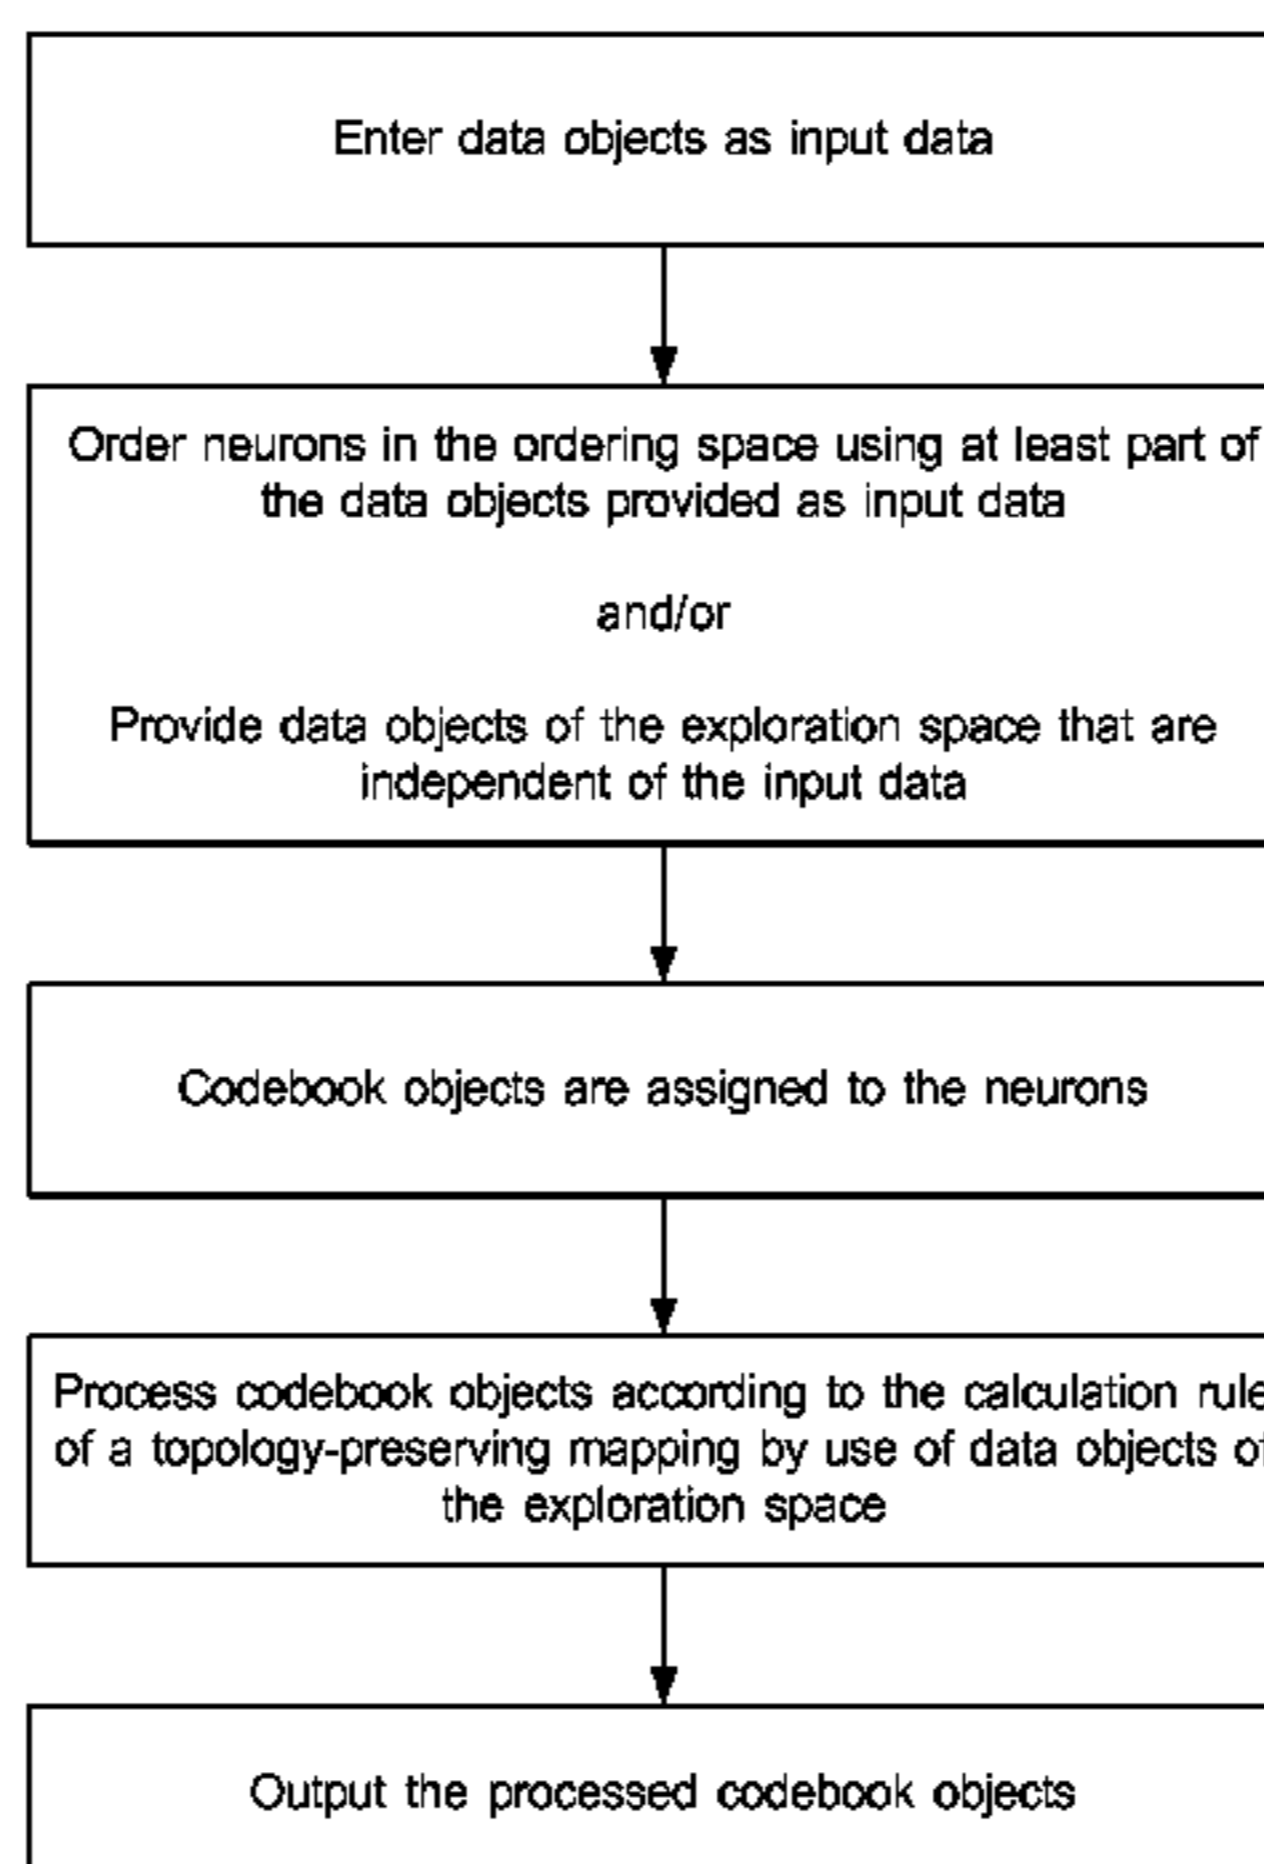 Enter data objects as input data
Order neurons in the ordering space using at least part of
the data objects provided as input data
and/or
Provide data objects of the exploration space that are
independent of the input data
Codebook objects are assigned to the neurons
Process codebook objects according to the calculation rule
of a topology-preserving mapping by use of data objects of
the exploration space
Output the processed codebook objects